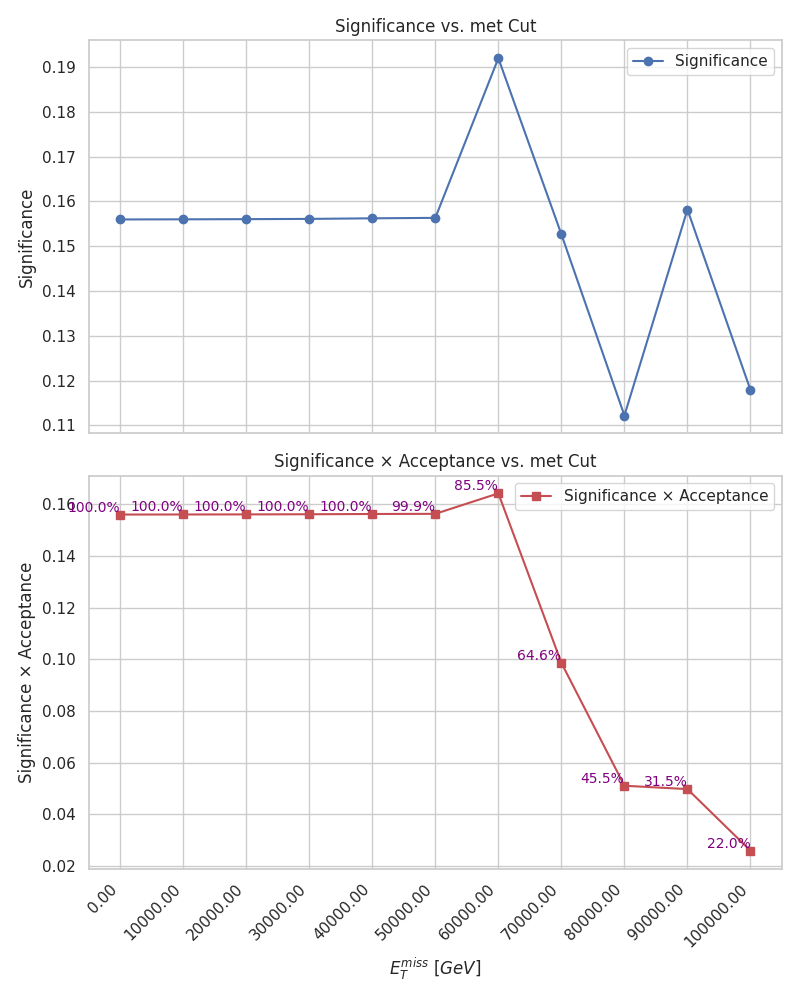 Significance vs. met Cut
Significance
0.19
0.18
0.17
0.16
0.15
0.14
0.13
0.12
0.11
Significance
Significance × Acceptance vs. met Cut
Significance × Acceptance
0.16
0.14
0.12
0.10
0.08
0.06
0.04
0.02
Significance × Acceptance
100.0% 100.0% 100.0% 100.0% 100.0% 99.9% 85.5% 64.6% 45.5% 31.5% 22.0%
0.00 10000.00 20000.00 30000.00 40000.00 50000.00 60000.00 70000.00 80000.00 90000.00 100000.00
$E_T^{miss}$ [GeV]